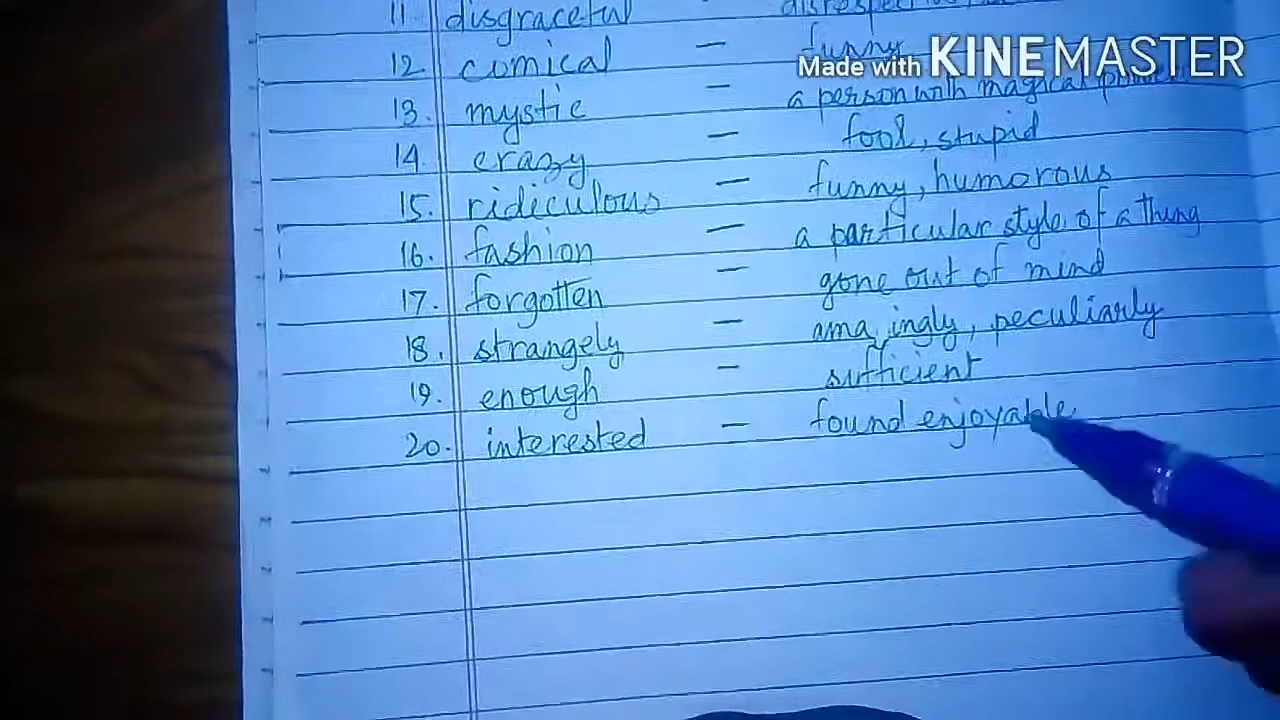 11 disgraceful -
12. comical - funny
Made with KINEMASTER
13. mystic - a person with magical
14. crazy - fool, stupid
15. ridiculous - funny, humorous
16. fashion - a particular style of a thing
17. forgotten - gone out of mind
18. strangely - amazingly, peculiarly
19. enough - sufficient
20. interested - found enjoyable